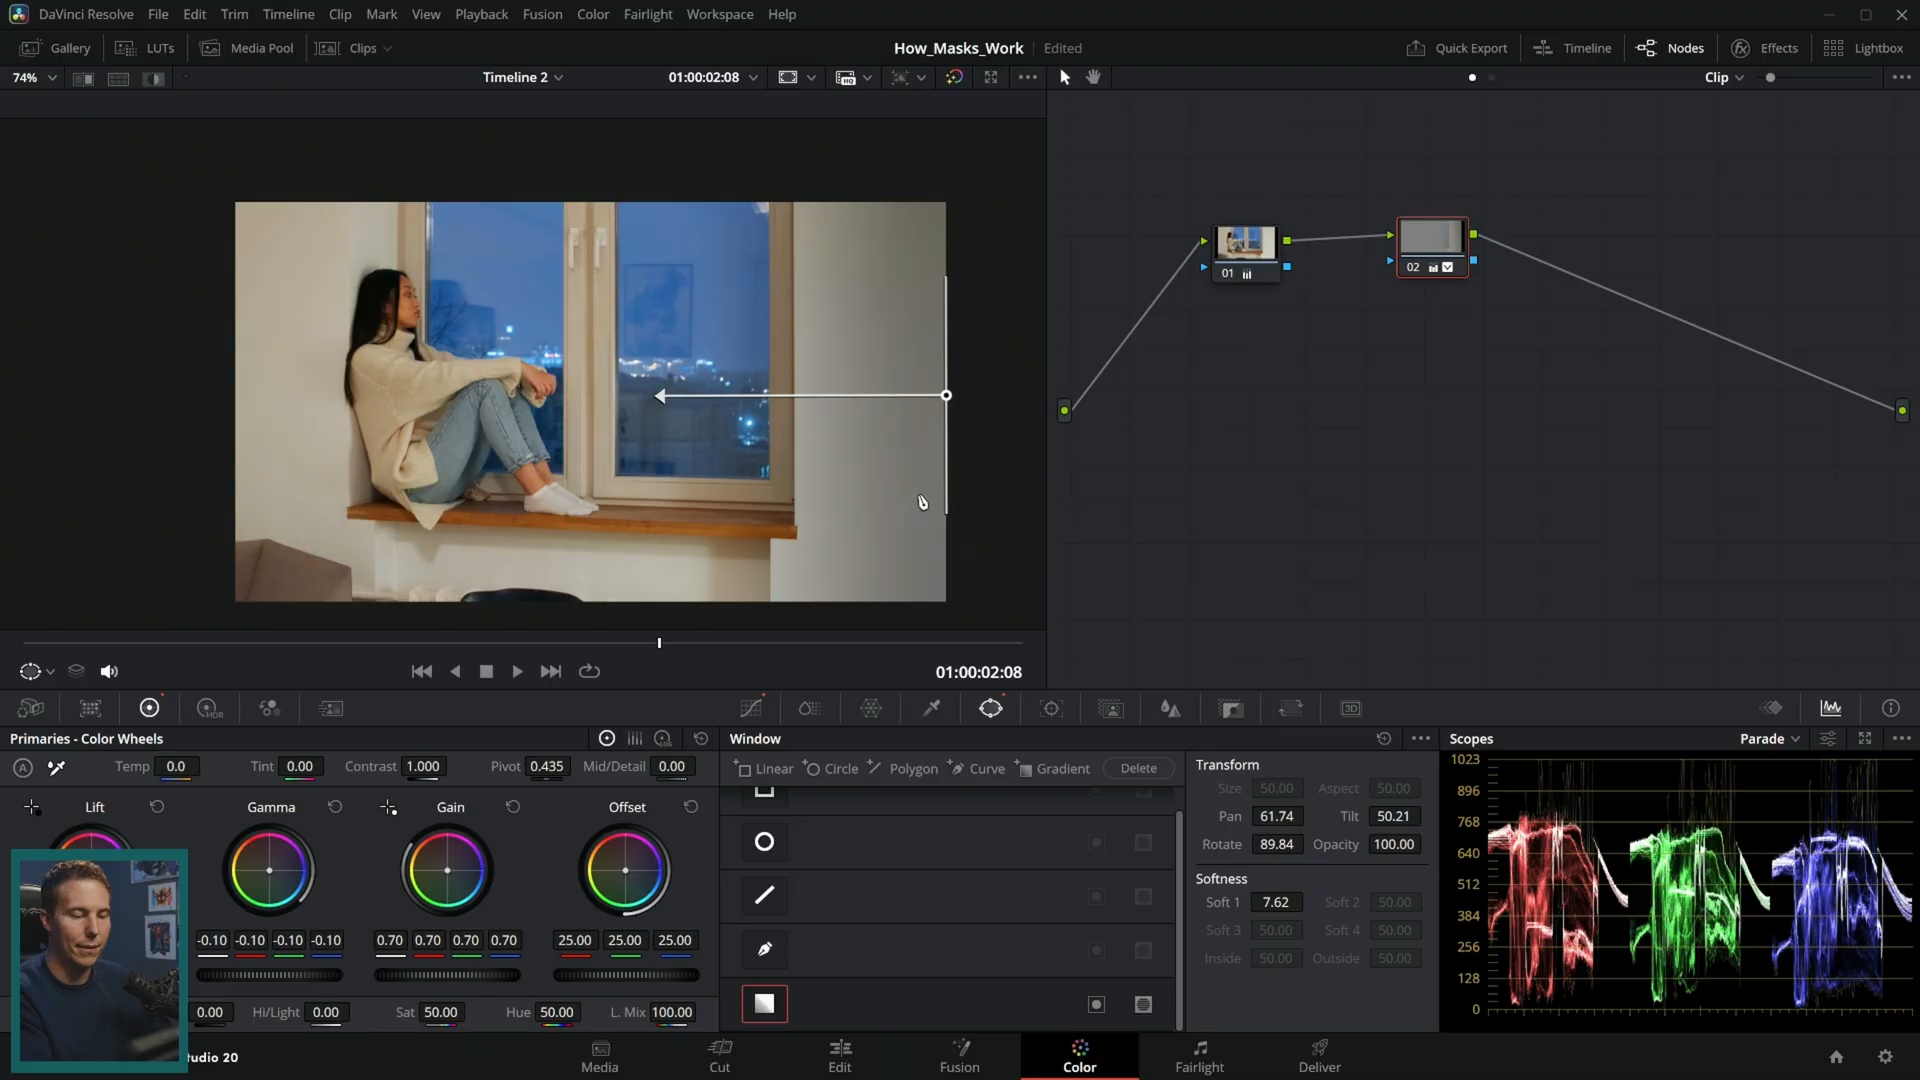 DaVinci Resolve File Edit Trim Timeline Clip Mark View Playback Fusion Color Fairlight Workspace Help
Gallery LUTs Media Pool Clips How_Masks_Work Edited Quick Export Timeline Nodes Effects Lightbox
74% Timeline 2 01:00:02:08 HQ Clip
01
02
01:00:02:08
HDR 3D
Primaries - Color Wheels LOG
A Temp 0.0 Tint 0.00 Contrast 1.000 Pivot 0.435 Mid/Detail 0.00
Lift Gamma Gain Offset
-0.10 -0.10 -0.10 -0.10 0.70 0.70 0.70 0.70 25.00 25.00 25.00
0.00 Hi/Light 0.00 Sat 50.00 Hue 50.00 L. Mix 100.00
Window
Linear Circle Polygon Curve Gradient Delete
Transform
Size 50.00 Aspect 50.00
Pan 61.74 Tilt 50.21
Rotate 89.84 Opacity 100.00
Softness
Soft 1 7.62 Soft 2 50.00
Soft 3 50.00 Soft 4 50.00
Inside 50.00 Outside 50.00
Scopes Parade
1023
896
768
640
512
384
256
128
0
tudio 20
Media Cut Edit Fusion Color Fairlight Deliver